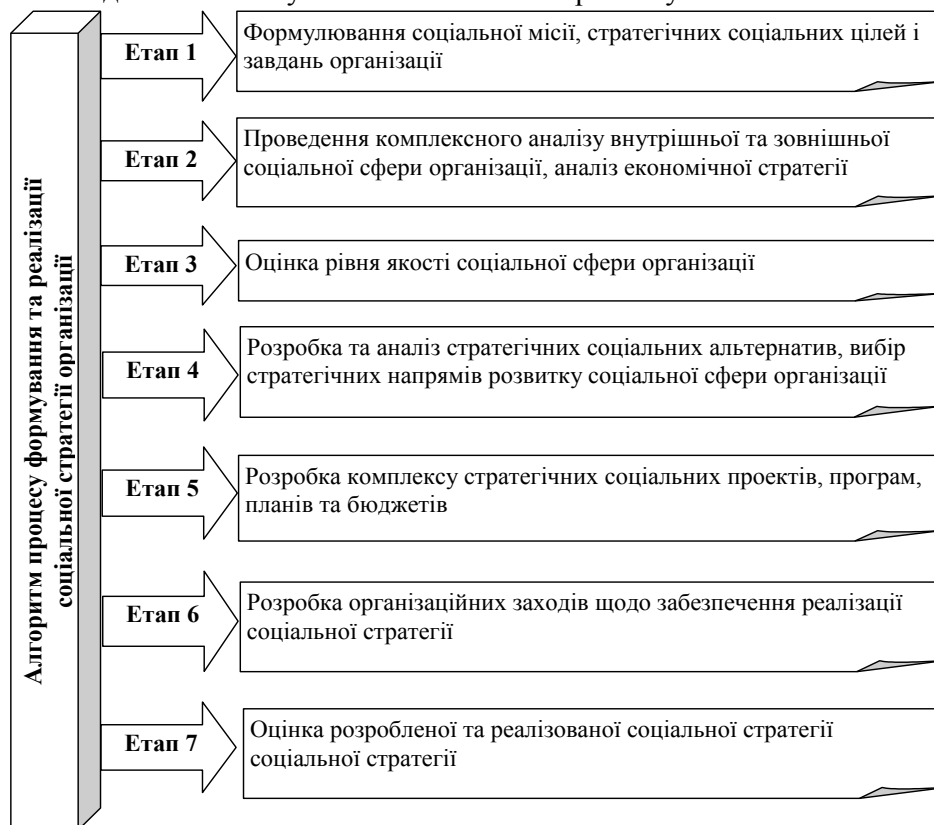 Алгоритм процесу формування та реалізації
соціальної стратегії організації
Етап 1
Формулювання соціальної місії, стратегічних соціальних цілей і
завдань організації
Етап 2
Проведення комплексного аналізу внутрішньої та зовнішньої
соціальної сфери організації, аналіз економічної стратегії
Етап 3
Оцінка рівня якості соціальної сфери організації
Етап 4
Розробка та аналіз стратегічних соціальних альтернатив, вибір
стратегічних напрямів розвитку соціальної сфери організації
Етап 5
Розробка комплексу стратегічних соціальних проектів, програм,
планів та бюджетів
Етап 6
Розробка організаційних заходів щодо забезпечення реалізації
соціальної стратегії
Етап 7
Оцінка розробленої та реалізованої соціальної стратегії
соціальної стратегії